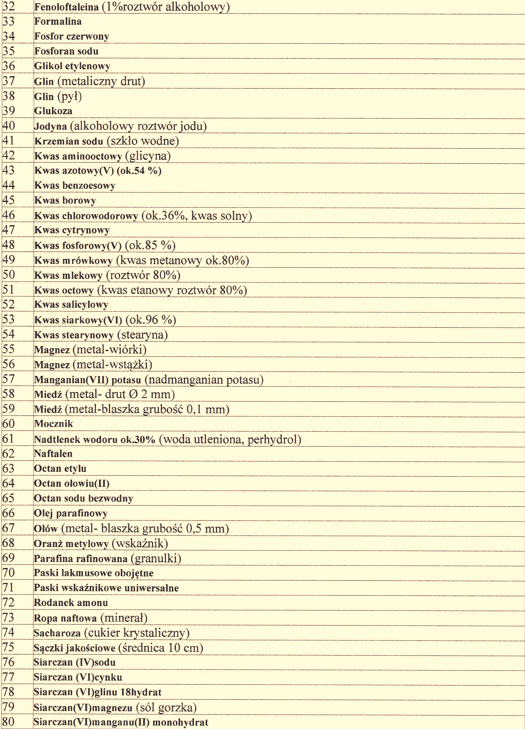 32 Fenoloftaleina (1%roztwór alkoholowy)
33 Formalina
34 Fosfor czerwony
35 Fosforan sodu
36 Glikol etylenowy
37 Glin (metaliczny drut)
38 Glin (pył)
39 Glukoza
40 Jodyna (alkoholowy roztwór jodu)
41 Krzemian sodu (szkło wodne)
42 Kwas aminooctowy (glicyna)
43 Kwas azotowy(V) (ok.54 %)
44 Kwas benzoesowy
45 Kwas borowy
46 Kwas chlorowodorowy (ok.36%, kwas solny)
47 Kwas cytrynowy
48 Kwas fosforowy(V) (ok.85 %)
49 Kwas mrówkowy (kwas metanowy ok.80%)
50 Kwas mlekowy (roztwór 80%)
51 Kwas octowy (kwas etanowy roztwór 80%)
52 Kwas salicylowy
53 Kwas siarkowy(VI) (ok.96 %)
54 Kwas stearynowy (stearyna)
55 Magnez (metal-wiórki)
56 Magnez (metal-wstążki)
57 Manganian(VII) potasu (nadmanganian potasu)
58 Miedź (metal- drut Ø 2 mm)
59 Miedź (metal-blaszka grubość 0,1 mm)
60 Mocznik
61 Nadtlenek wodoru ok.30% (woda utleniona, perhydrol)
62 Naftalen
63 Octan etylu
64 Octan ołowiu(II)
65 Octan sodu bezwodny
66 Olej parafinowy
67 Ołów (metal- blaszka grubość 0,5 mm)
68 Oranż metylowy (wskaźnik)
69 Parafina rafinowana (granulki)
70 Paski lakmusowe obojętne
71 Paski wskaźnikowe uniwersalne
72 Rodanek amonu
73 Ropa naftowa (minerał)
74 Sacharoza (cukier krystaliczny)
75 Sączki jakościowe (średnica 10 cm)
76 Siarczan (IV)sodu
77 Siarczan (VI)cynku
78 Siarczan (VI)glinu 18hydrat
79 Siarczan(VI)magnezu (sól gorzka)
80 Siarczan(VI)manganu(II) monohydrat